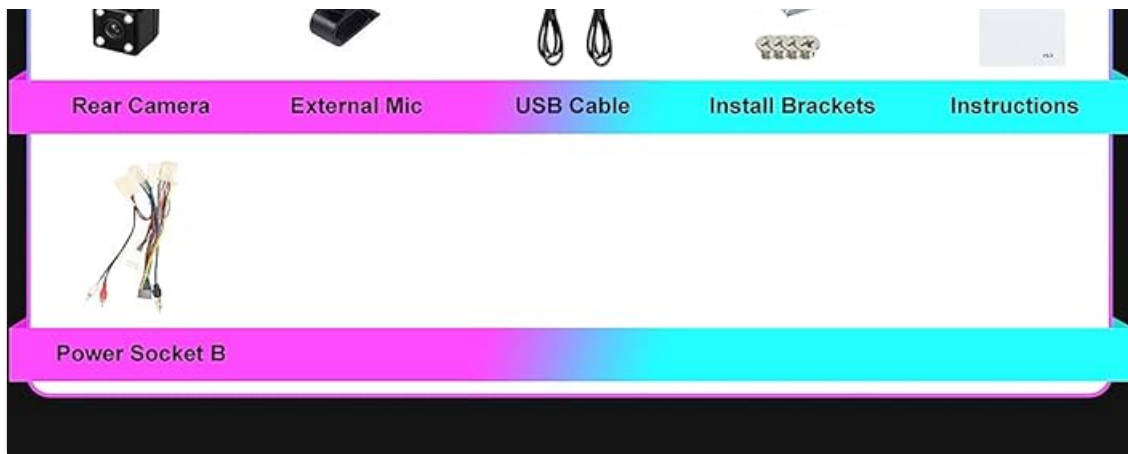 Rear Camera
External Mic
USB Cable
Install Brackets
Instructions
Power Socket B